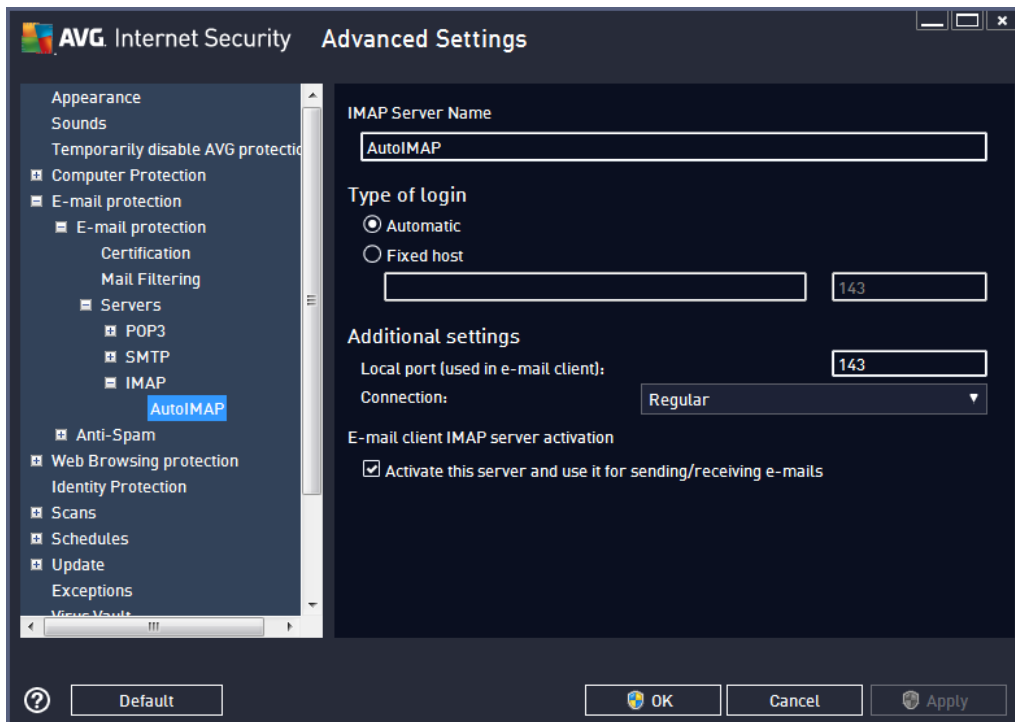 AVG. Internet Security Advanced Settings
Appearance
Sounds
Temporarily disable AVG protectio
Computer Protection
E-mail protection
E-mail protection
Certification
Mail Filtering
Servers
POP3
SMTP
IMAP
AutoIMAP
Anti-Spam
Web Browsing protection
Identity Protection
Scans
Schedules
Update
Exceptions
Virus Vault
IMAP Server Name
AutoIMAP
Type of login
Automatic
Fixed host
143
Additional settings
Local port (used in e-mail client):
143
Connection:
Regular
E-mail client IMAP server activation
Activate this server and use it for sending/receiving e-mails
Default
OK
Cancel
Apply